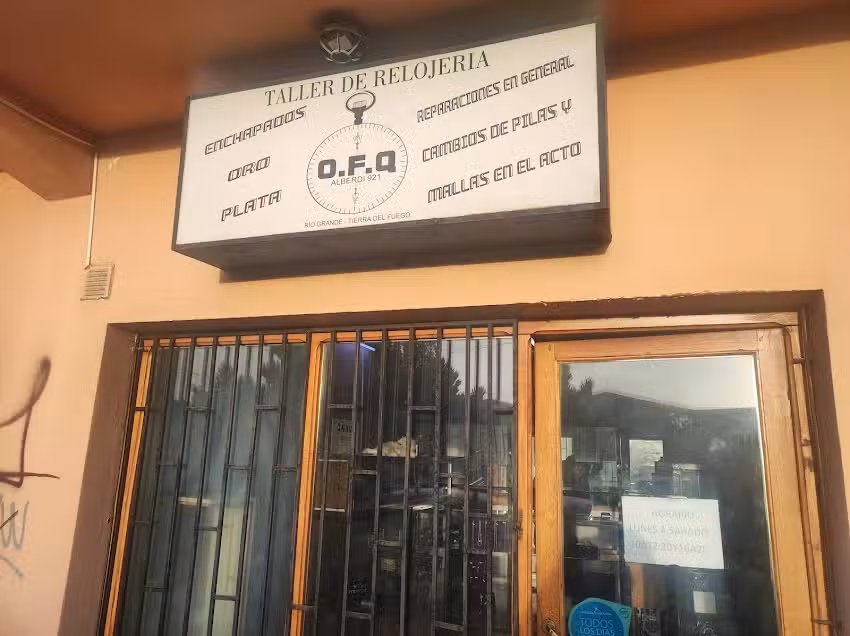 TALLER DE RELOJERIA
ENCHAPADOS
ORO
PLATA
O.F.Q
ALBERDI 921
RIO GRANDE - TIERRA DEL FUEGO
REPARACIONES EN GENERAL
CAMBIOS DE PILAS Y
MALLAS EN EL ACTO
HORARIO
LUNES A SABADO
TODOS
LOS DIAS